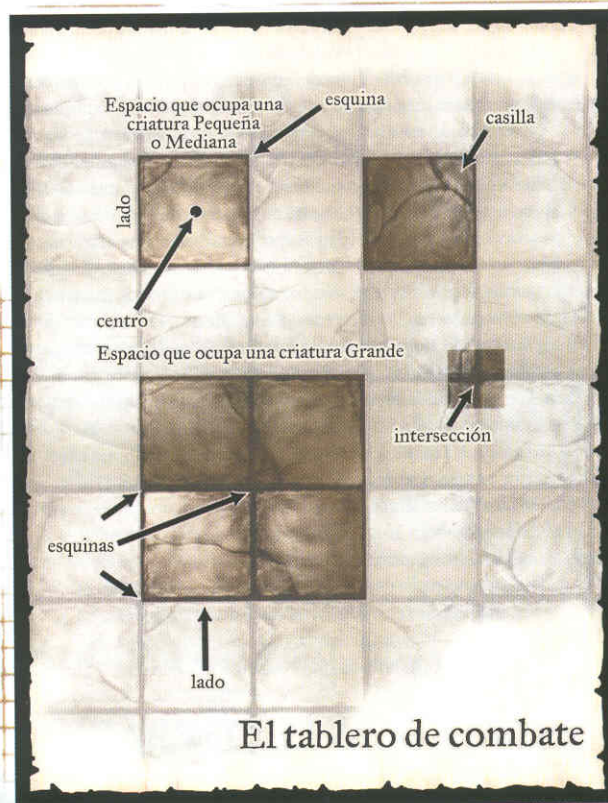 Espacio que ocupa una
criatura Pequeña
o Mediana
esquina
casilla
lado
centro
Espacio que ocupa una criatura Grande
intersección
esquinas
lado
El tablero de combate